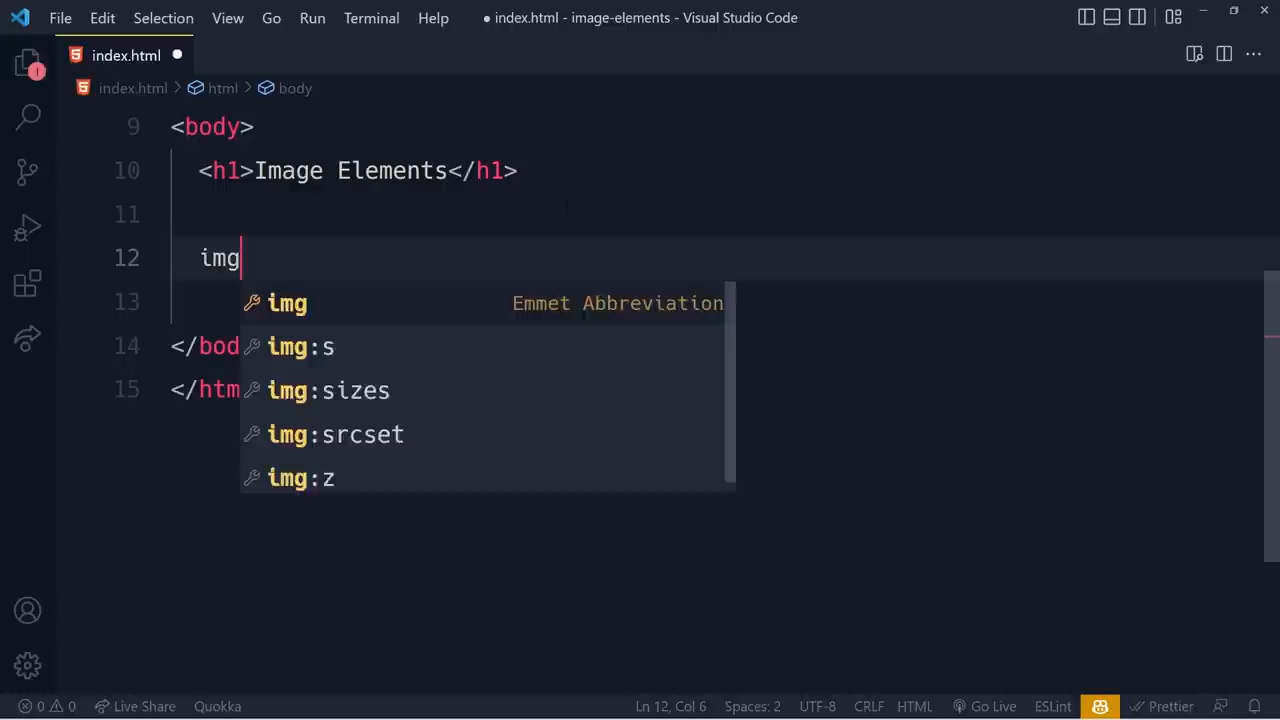 File Edit Selection View Go Run Terminal Help ● index.html - image-elements - Visual Studio Code
index.html
index.html > html > body
9 <body>
10 <h1>Image Elements</h1>
11
12 img
13 img Emmet Abbreviation
14 </bod img:s
15 </htm img:sizes
img:srcset
img:z
0 0 Live Share Quokka Ln 12, Col 6 Spaces: 2 UTF-8 CRLF HTML Go Live ESLint Prettier